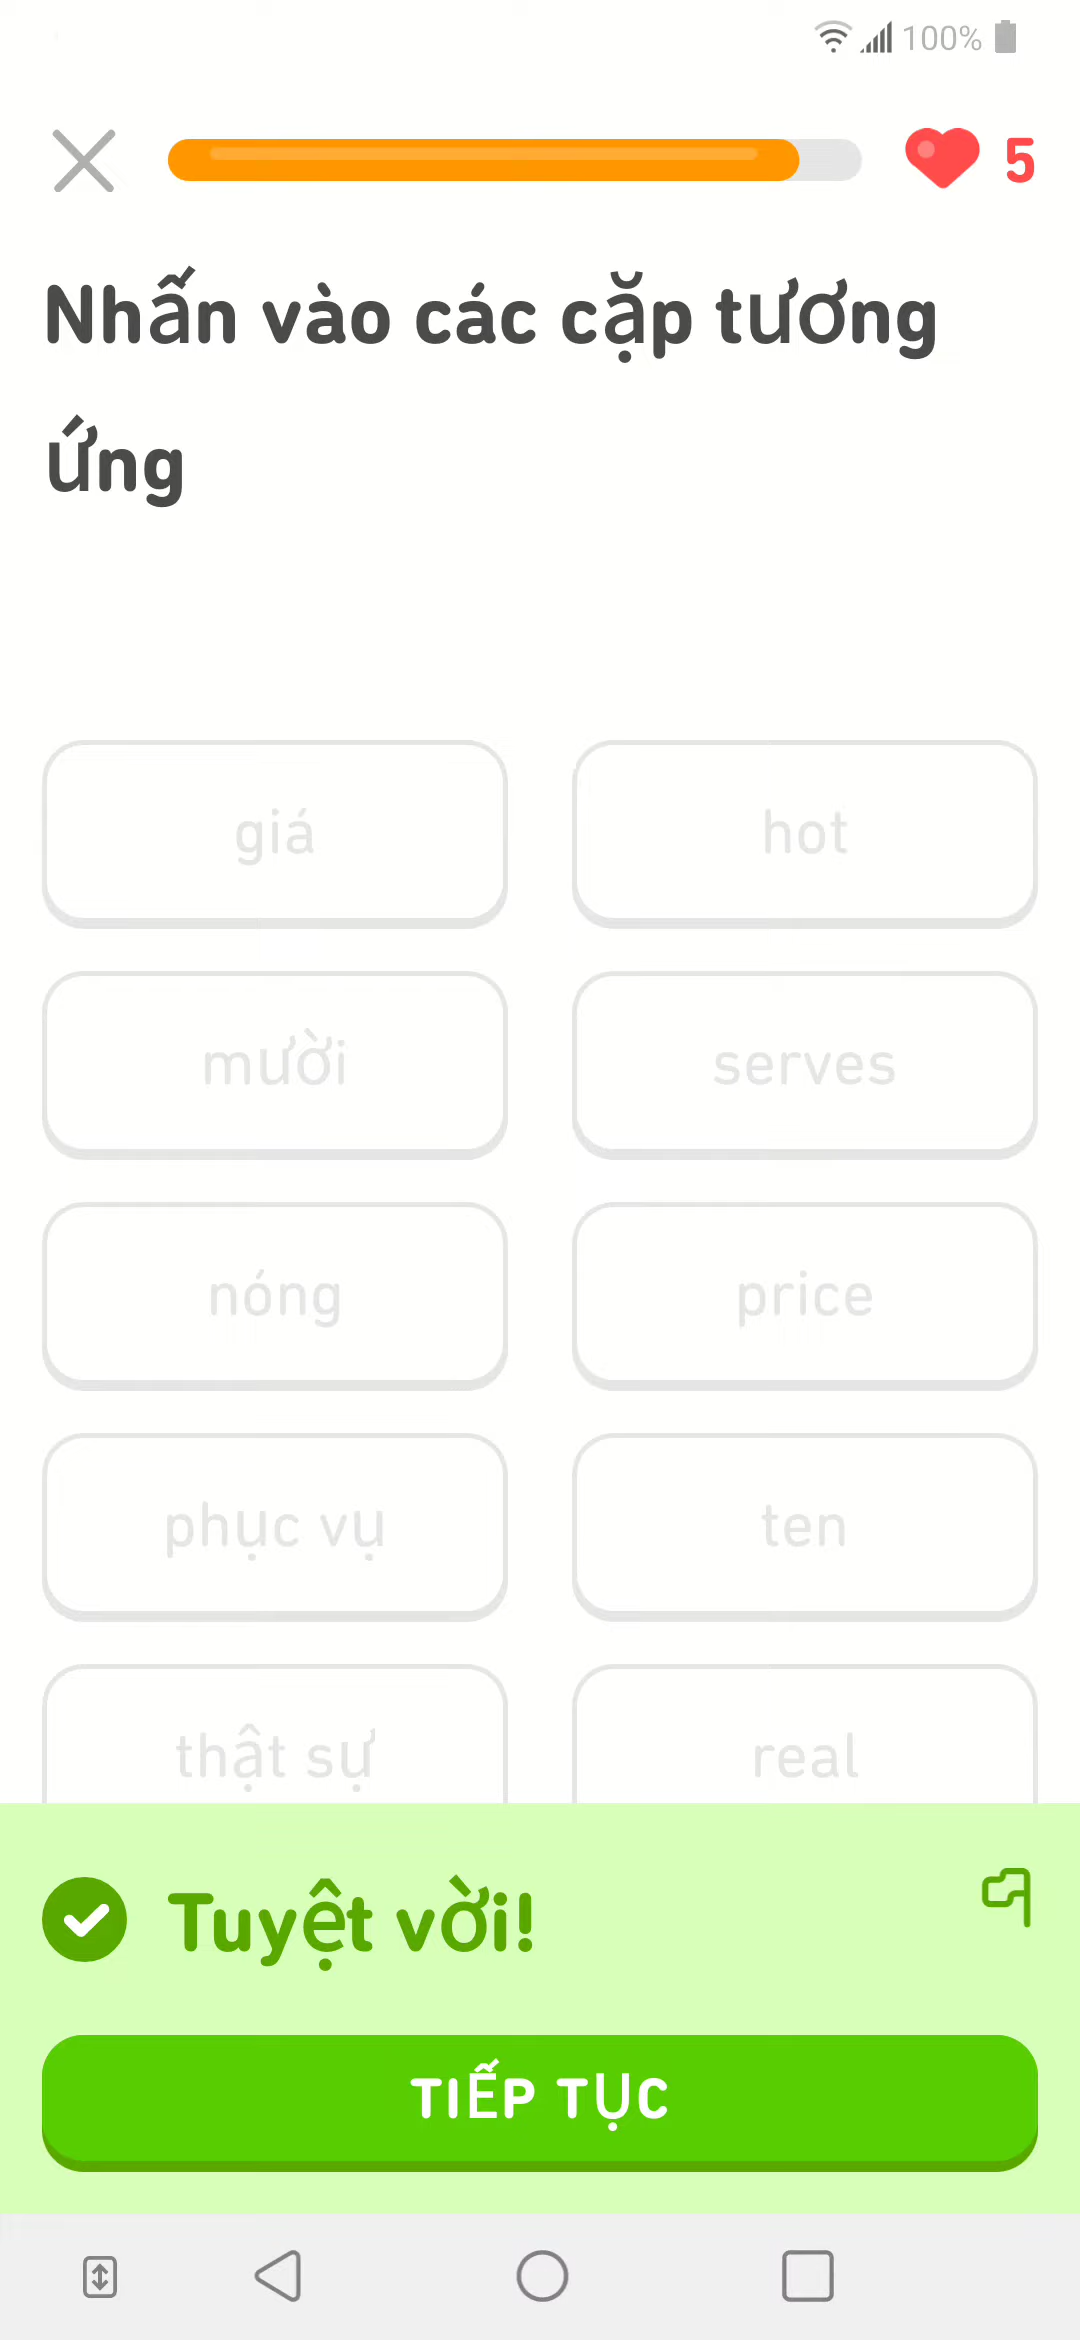 100%
5
Nhấn vào các cặp tương
ứng
giá
hot
mười
serves
nóng
price
phục vụ
ten
thật sự
real
Tuyệt vời!
TIẾP TỤC